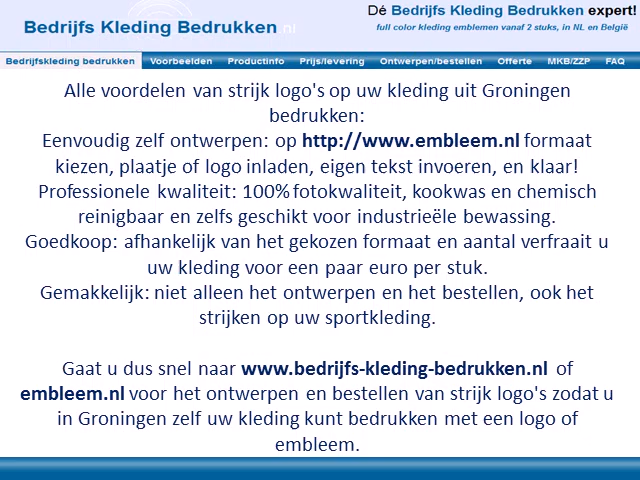 Bedrijfs Kleding Bedrukken.nl
Dé Bedrijfs Kleding Bedrukken expert!
full color kleding emblemen vanaf 2 stuks, in NL en België
Bedrijfskleding bedrukken Voorbeelden Productinfo Prijs/levering Ontwerpen/bestellen Offerte MKB/ZZP FAQ
Alle voordelen van strijk logo's op uw kleding uit Groningen
bedrukken:
Eenvoudig zelf ontwerpen: op http://www.embleem.nl formaat
kiezen, plaatje of logo inladen, eigen tekst invoeren, en klaar!
Professionele kwaliteit: 100% fotokwaliteit, kookwas en chemisch
reinigbaar en zelfs geschikt voor industrieële bewassing.
Goedkoop: afhankelijk van het gekozen formaat en aantal verfraait u
uw kleding voor een paar euro per stuk.
Gemakkelijk: niet alleen het ontwerpen en het bestellen, ook het
strijken op uw sportkleding.
Gaat u dus snel naar www.bedrijfs-kleding-bedrukken.nl of
embleem.nl voor het ontwerpen en bestellen van strijk logo's zodat u
in Groningen zelf uw kleding kunt bedrukken met een logo of
embleem.